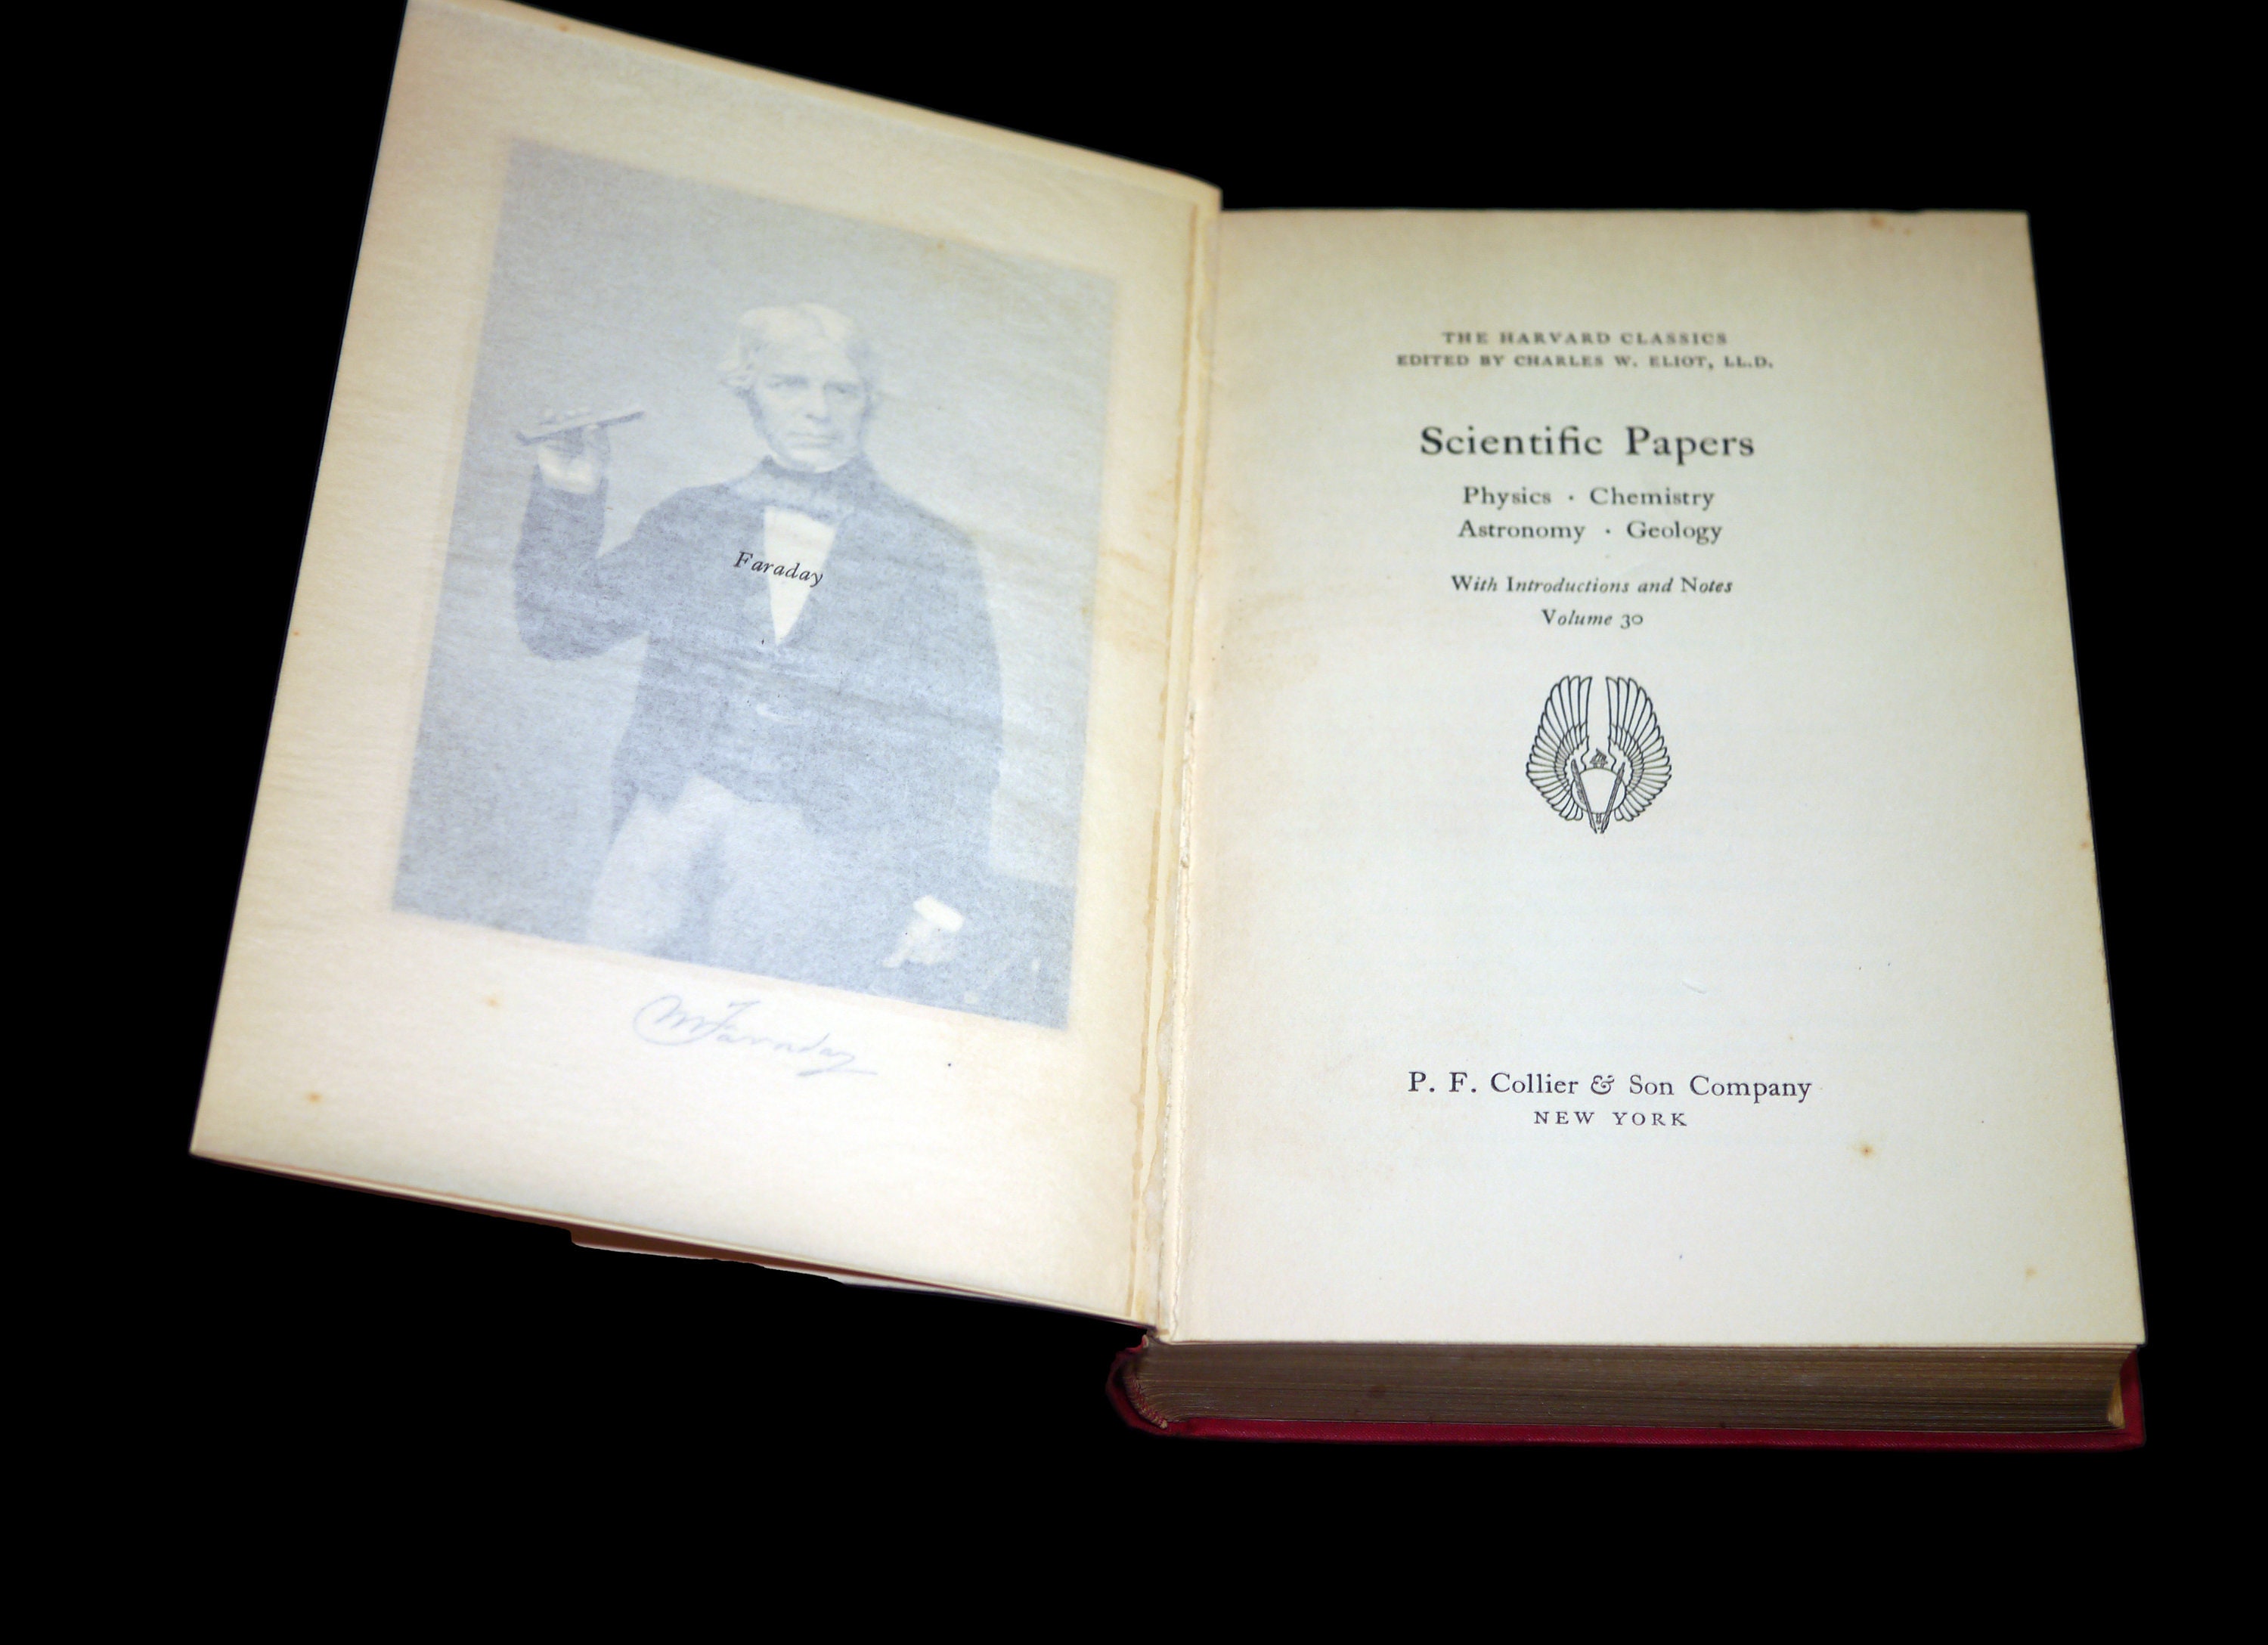 Faraday
M Faraday
THE HARVARD CLASSICS
EDITED BY CHARLES W. ELIOT, LL.D.
Scientific Papers
Physics · Chemistry
Astronomy · Geology
With Introductions and Notes
Volume 30
P. F. Collier & Son Company
NEW YORK